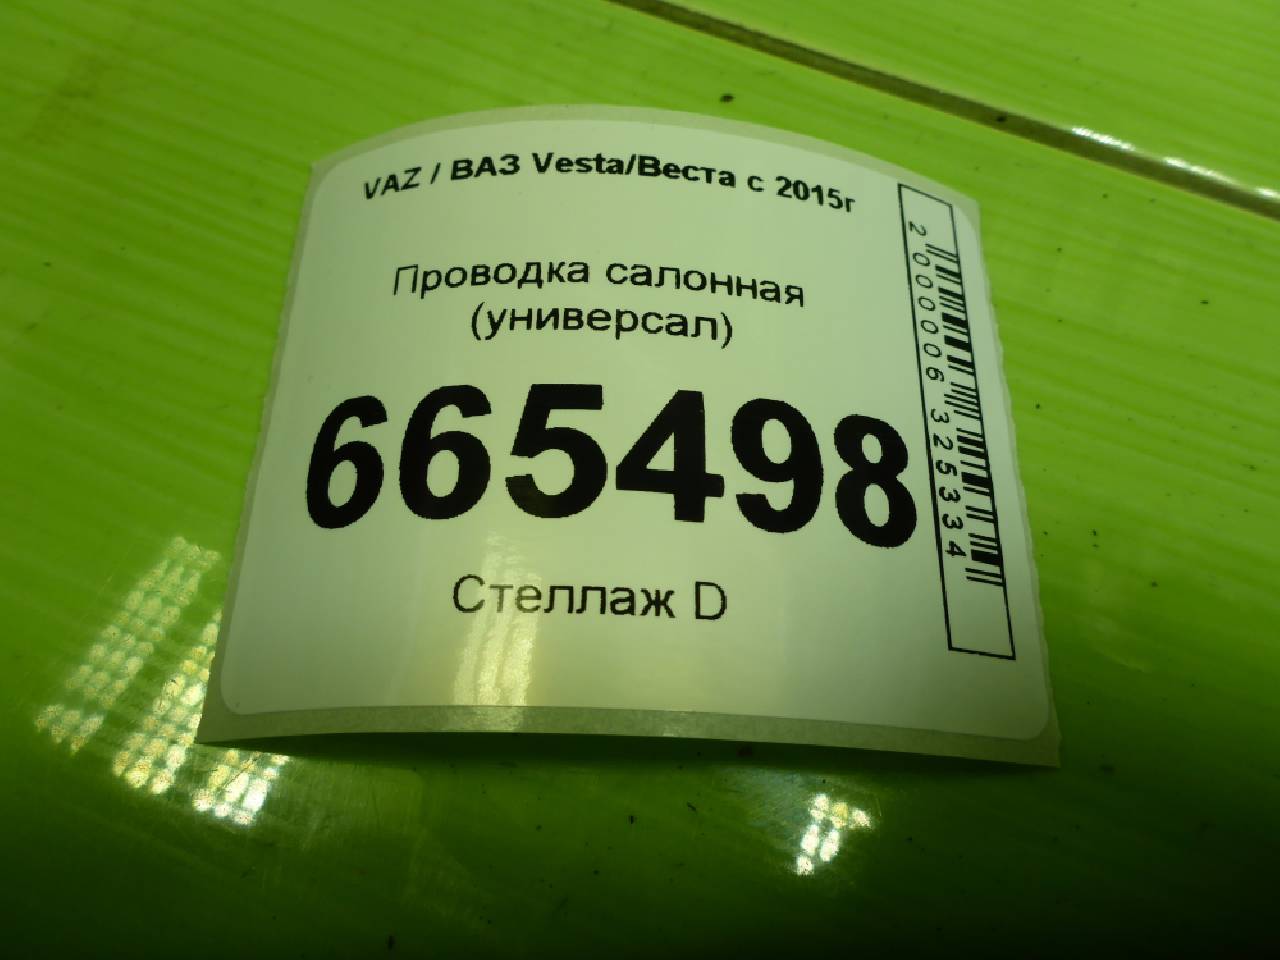 VAZ / ВАЗ Vesta/Веста с 2015г
Проводка салонная
(универсал)
665498
Стеллаж D
2000006325334